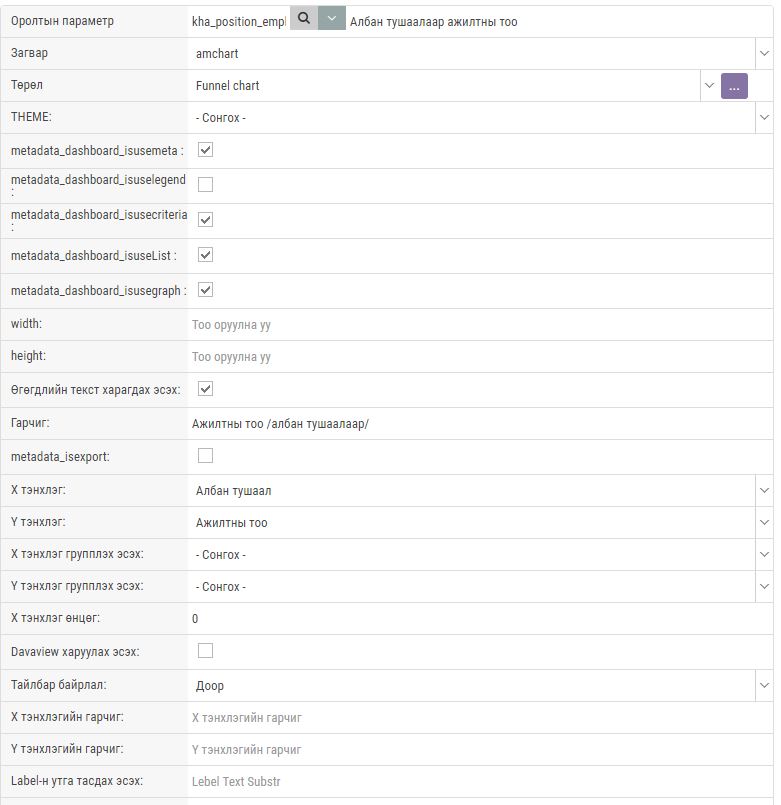 Оролтын параметр kha_position_empl Албан тушаалаар ажилтны тоо
Загвар amchart
Төрөл Funnel chart ...
THEME: - Сонгох -
metadata_dashboard_isusemeta :
metadata_dashboard_isuselegend
:
metadata_dashboard_isusecriteria
:
metadata_dashboard_isuseList :
metadata_dashboard_isusegraph :
width: Тоо оруулна уу
height: Тоо оруулна уу
Өгөгдлийн текст харагдах эсэх:
Гарчиг: Ажилтны тоо /албан тушаалаар/
metadata_isexport:
X тэнхлэг: Албан тушаал
Y тэнхлэг: Ажилтны тоо
X тэнхлэг групплэх эсэх: - Сонгох -
Y тэнхлэг групплэх эсэх: - Сонгох -
X тэнхлэг өнцөг: 0
Davaview харуулах эсэх:
Тайлбар байрлал: Доор
X тэнхлэгийн гарчиг: X тэнхлэгийн гарчиг
Y тэнхлэгийн гарчиг: Y тэнхлэгийн гарчиг
Label-н утга тасдах эсэх: Lebel Text Substr